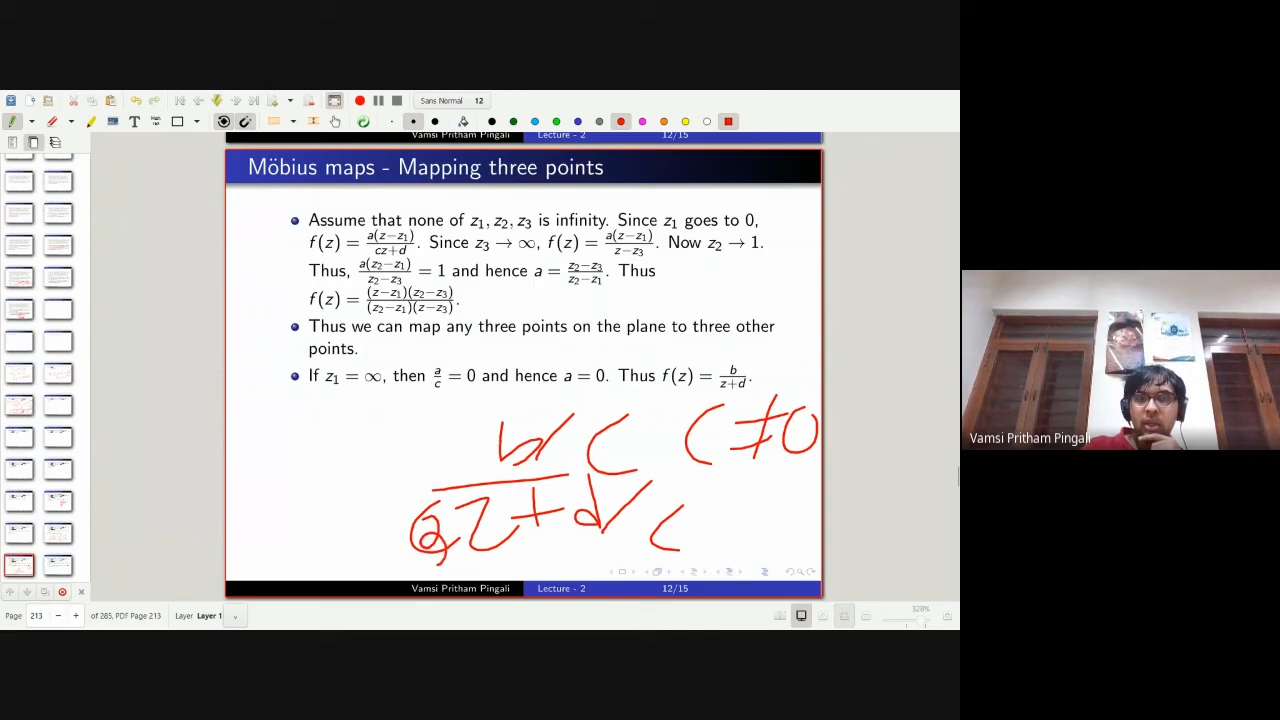 Sans Normal 12
Vamsi Pritham Pingali Lecture - 2 12/15
Möbius maps - Mapping three points
Assume that none of z₁, z₂, z₃ is infinity. Since z₁ goes to 0,
f(z) = a(z−z₁)/(cz+d). Since z₃ → ∞, f(z) = a(z−z₁)/(z−z₃). Now z₂ → 1.
Thus, a(z₂−z₁)/(z₂−z₃) = 1 and hence a = (z₂−z₃)/(z₂−z₁). Thus
f(z) = (z−z₁)(z₂−z₃)/((z₂−z₁)(z−z₃)).
Thus we can map any three points on the plane to three other
points.
If z₁ = ∞, then a/c = 0 and hence a = 0. Thus f(z) = b/(z+d).
b/c c≠0
z+d/c
Vamsi Pritham Pingali Lecture - 2 12/15
Page 213 of 285, PDF Page 213 Layer Layer 1 328%
Vamsi Pritham Pingali